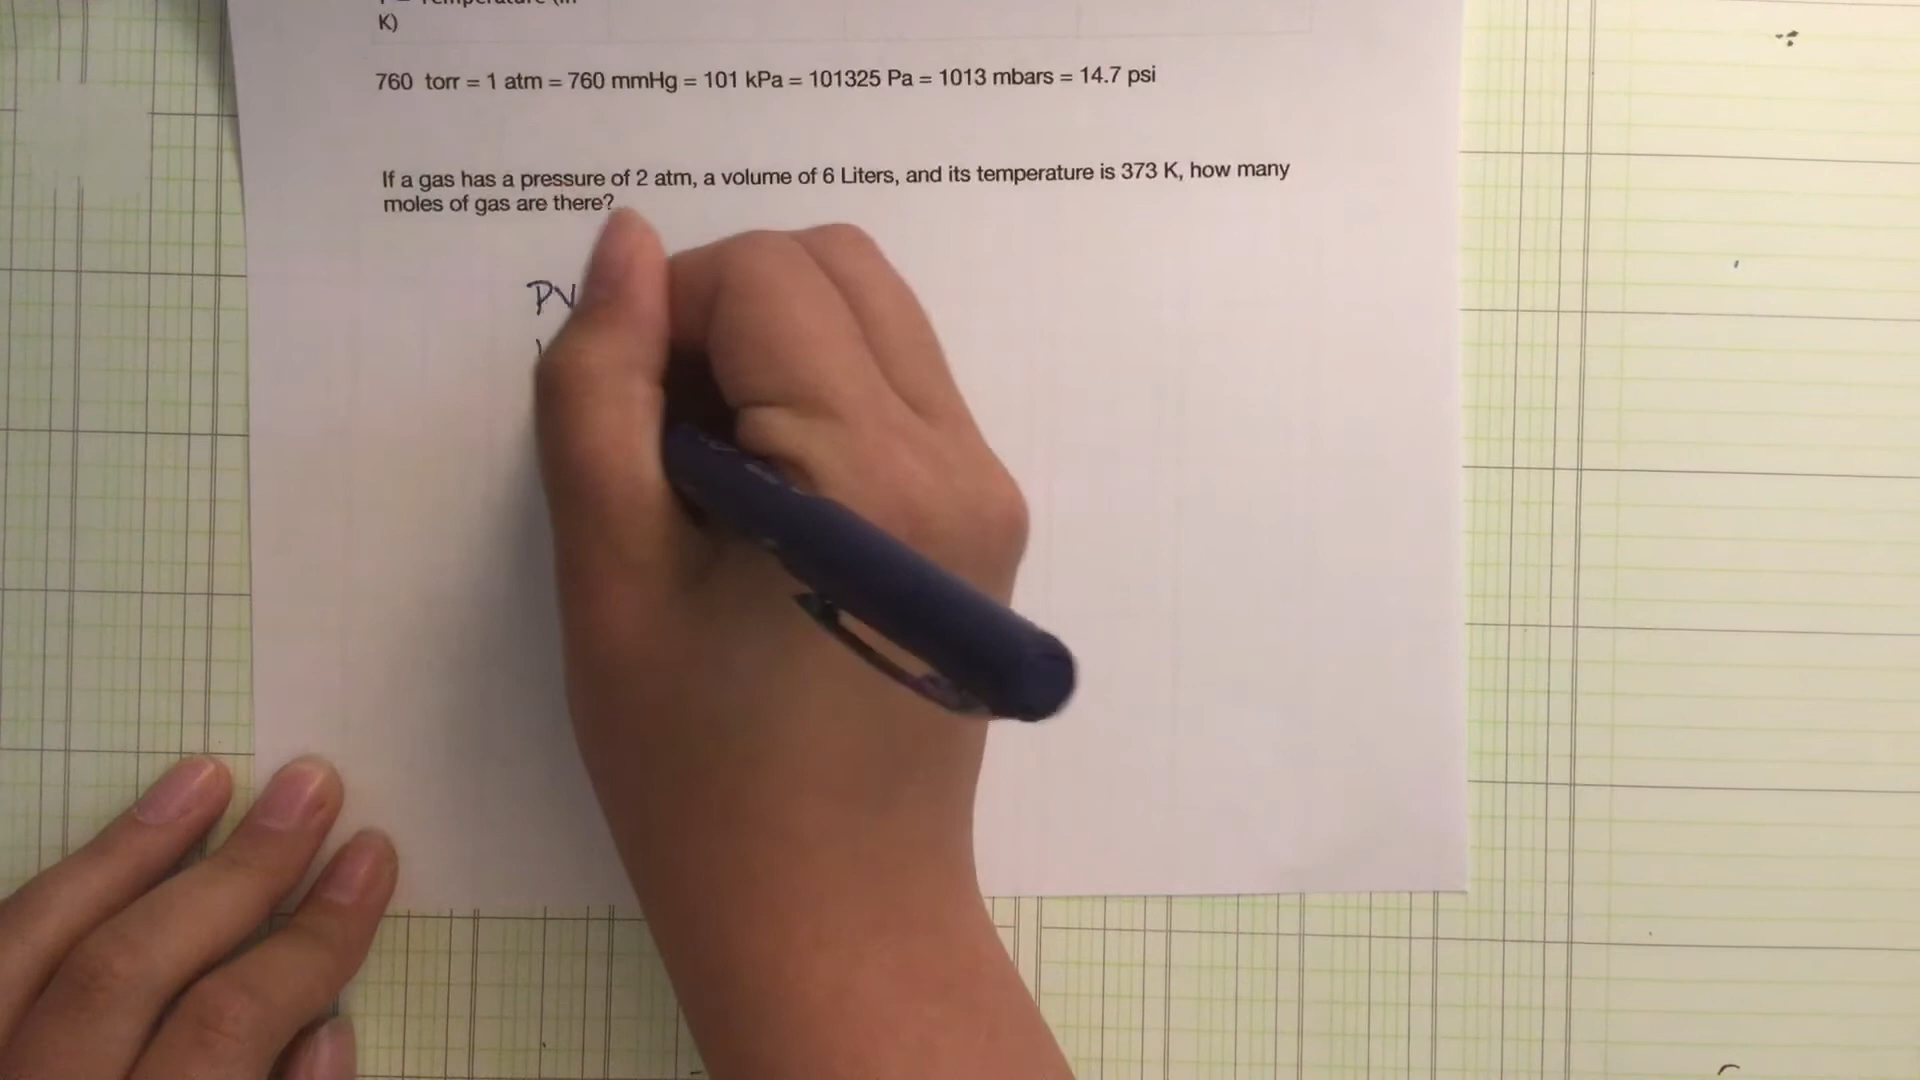 K)
760 torr = 1 atm = 760 mmHg = 101 kPa = 101325 Pa = 1013 mbars = 14.7 psi
If a gas has a pressure of 2 atm, a volume of 6 Liters, and its temperature is 373 K, how many
moles of gas are there?
PV